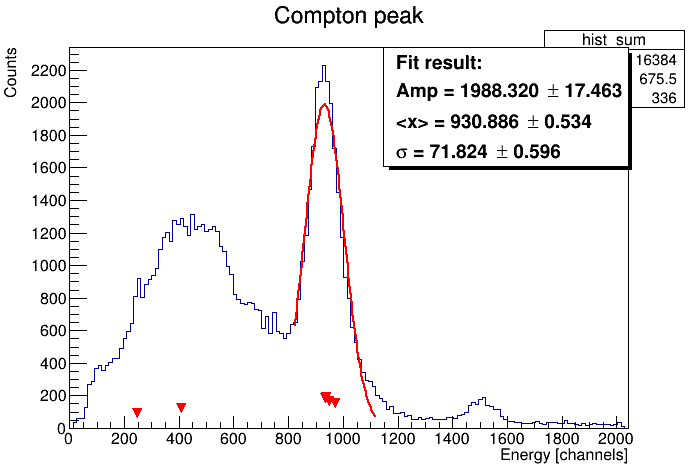 Compton peak
hist sum
16384
675.5
336
Fit result:
Amp = 1988.320 ± 17.463
<x> = 930.886 ± 0.534
σ = 71.824 ± 0.596
Counts
2200
2000
1800
1600
1400
1200
1000
800
600
400
200
0
0 200 400 600 800 1000 1200 1400 1600 1800 2000
Energy [channels]